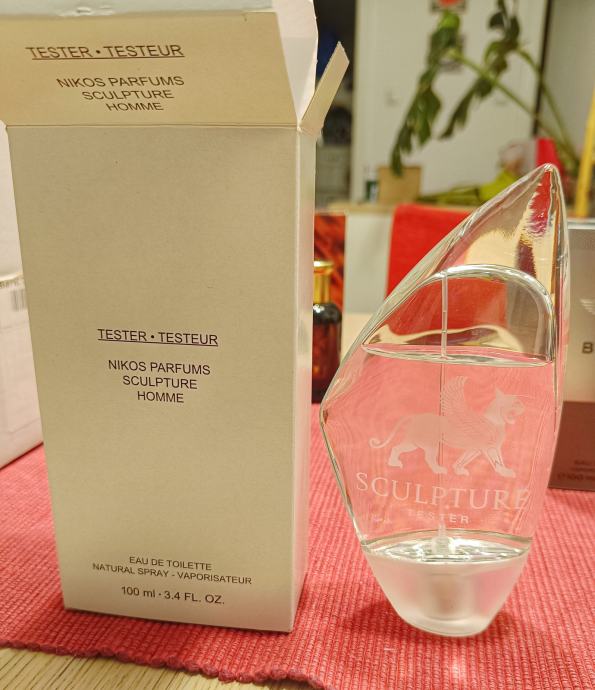 TESTER • TESTEUR
NIKOS PARFUMS
SCULPTURE
HOMME
TESTER • TESTEUR
NIKOS PARFUMS
SCULPTURE
HOMME
EAU DE TOILETTE
NATURAL SPRAY - VAPORISATEUR
100 ml · 3.4 FL. OZ.
SCULPTURE
TESTER